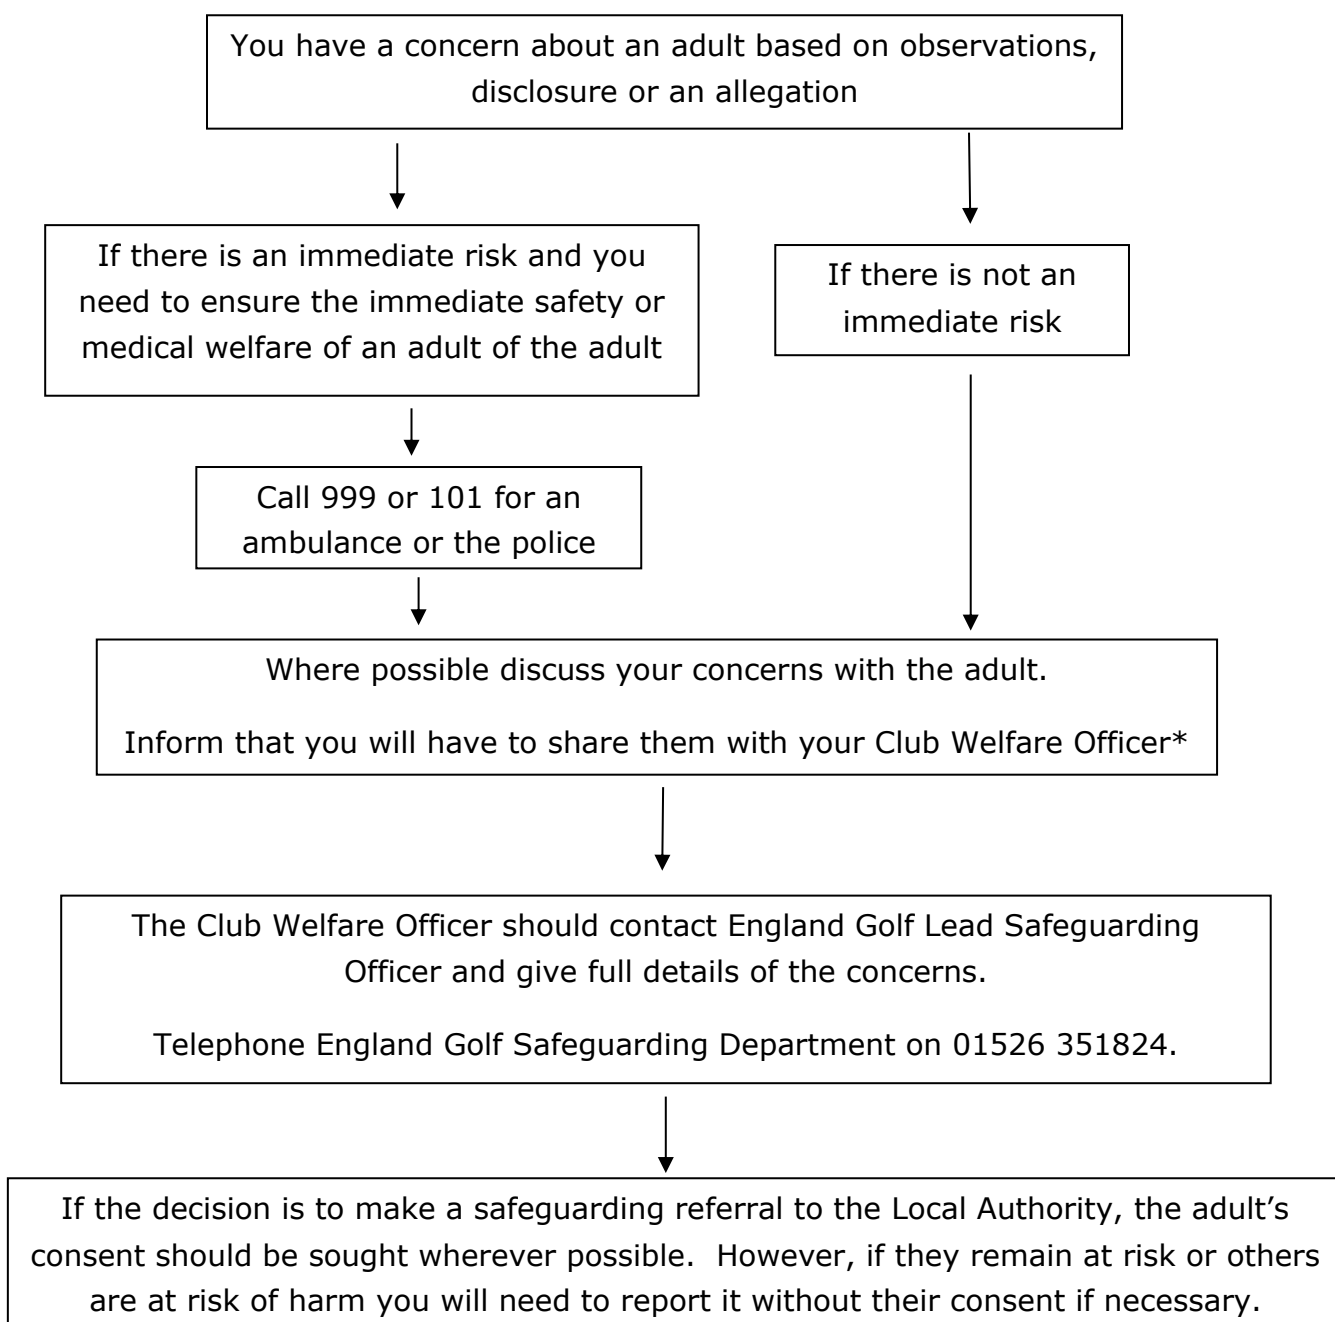 You have a concern about an adult based on observations,
disclosure or an allegation
If there is an immediate risk and you
need to ensure the immediate safety or
medical welfare of an adult of the adult
If there is not an
immediate risk
Call 999 or 101 for an
ambulance or the police
Where possible discuss your concerns with the adult.
Inform that you will have to share them with your Club Welfare Officer*
The Club Welfare Officer should contact England Golf Lead Safeguarding
Officer and give full details of the concerns.
Telephone England Golf Safeguarding Department on 01526 351824.
If the decision is to make a safeguarding referral to the Local Authority, the adult’s
consent should be sought wherever possible.  However, if they remain at risk or others
are at risk of harm you will need to report it without their consent if necessary.